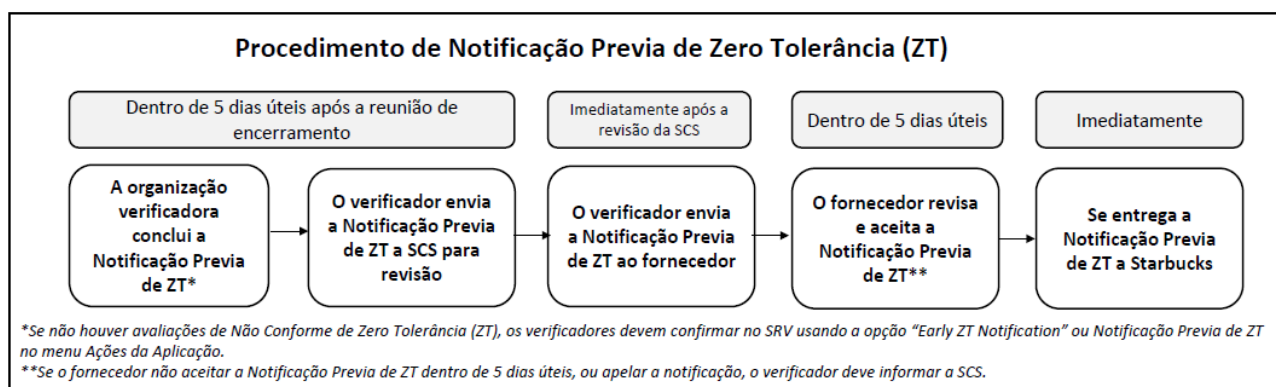 Procedimento de Notificação Previa de Zero Tolerância (ZT)
Dentro de 5 dias úteis após a reunião de
encerramento
Imediatamente após a
revisão da SCS
Dentro de 5 dias úteis
Imediatamente
A organização
verificadora
conclui a
Notificação Previa
de ZT*
O verificador envia
a Notificação Previa
de ZT a SCS para
revisão
O verificador envia
a Notificação Previa
de ZT ao fornecedor
O fornecedor revisa
e aceita a
Notificação Previa
de ZT**
Se entrega a
Notificação Previa
de ZT a Starbucks
*Se não houver avaliações de Não Conforme de Zero Tolerância (ZT), os verificadores devem confirmar no SRV usando a opção “Early ZT Notification” ou Notificação Previa de ZT
no menu Ações da Aplicação.
**Se o fornecedor não aceitar a Notificação Previa de ZT dentro de 5 dias úteis, ou apelar a notificação, o verificador deve informar a SCS.